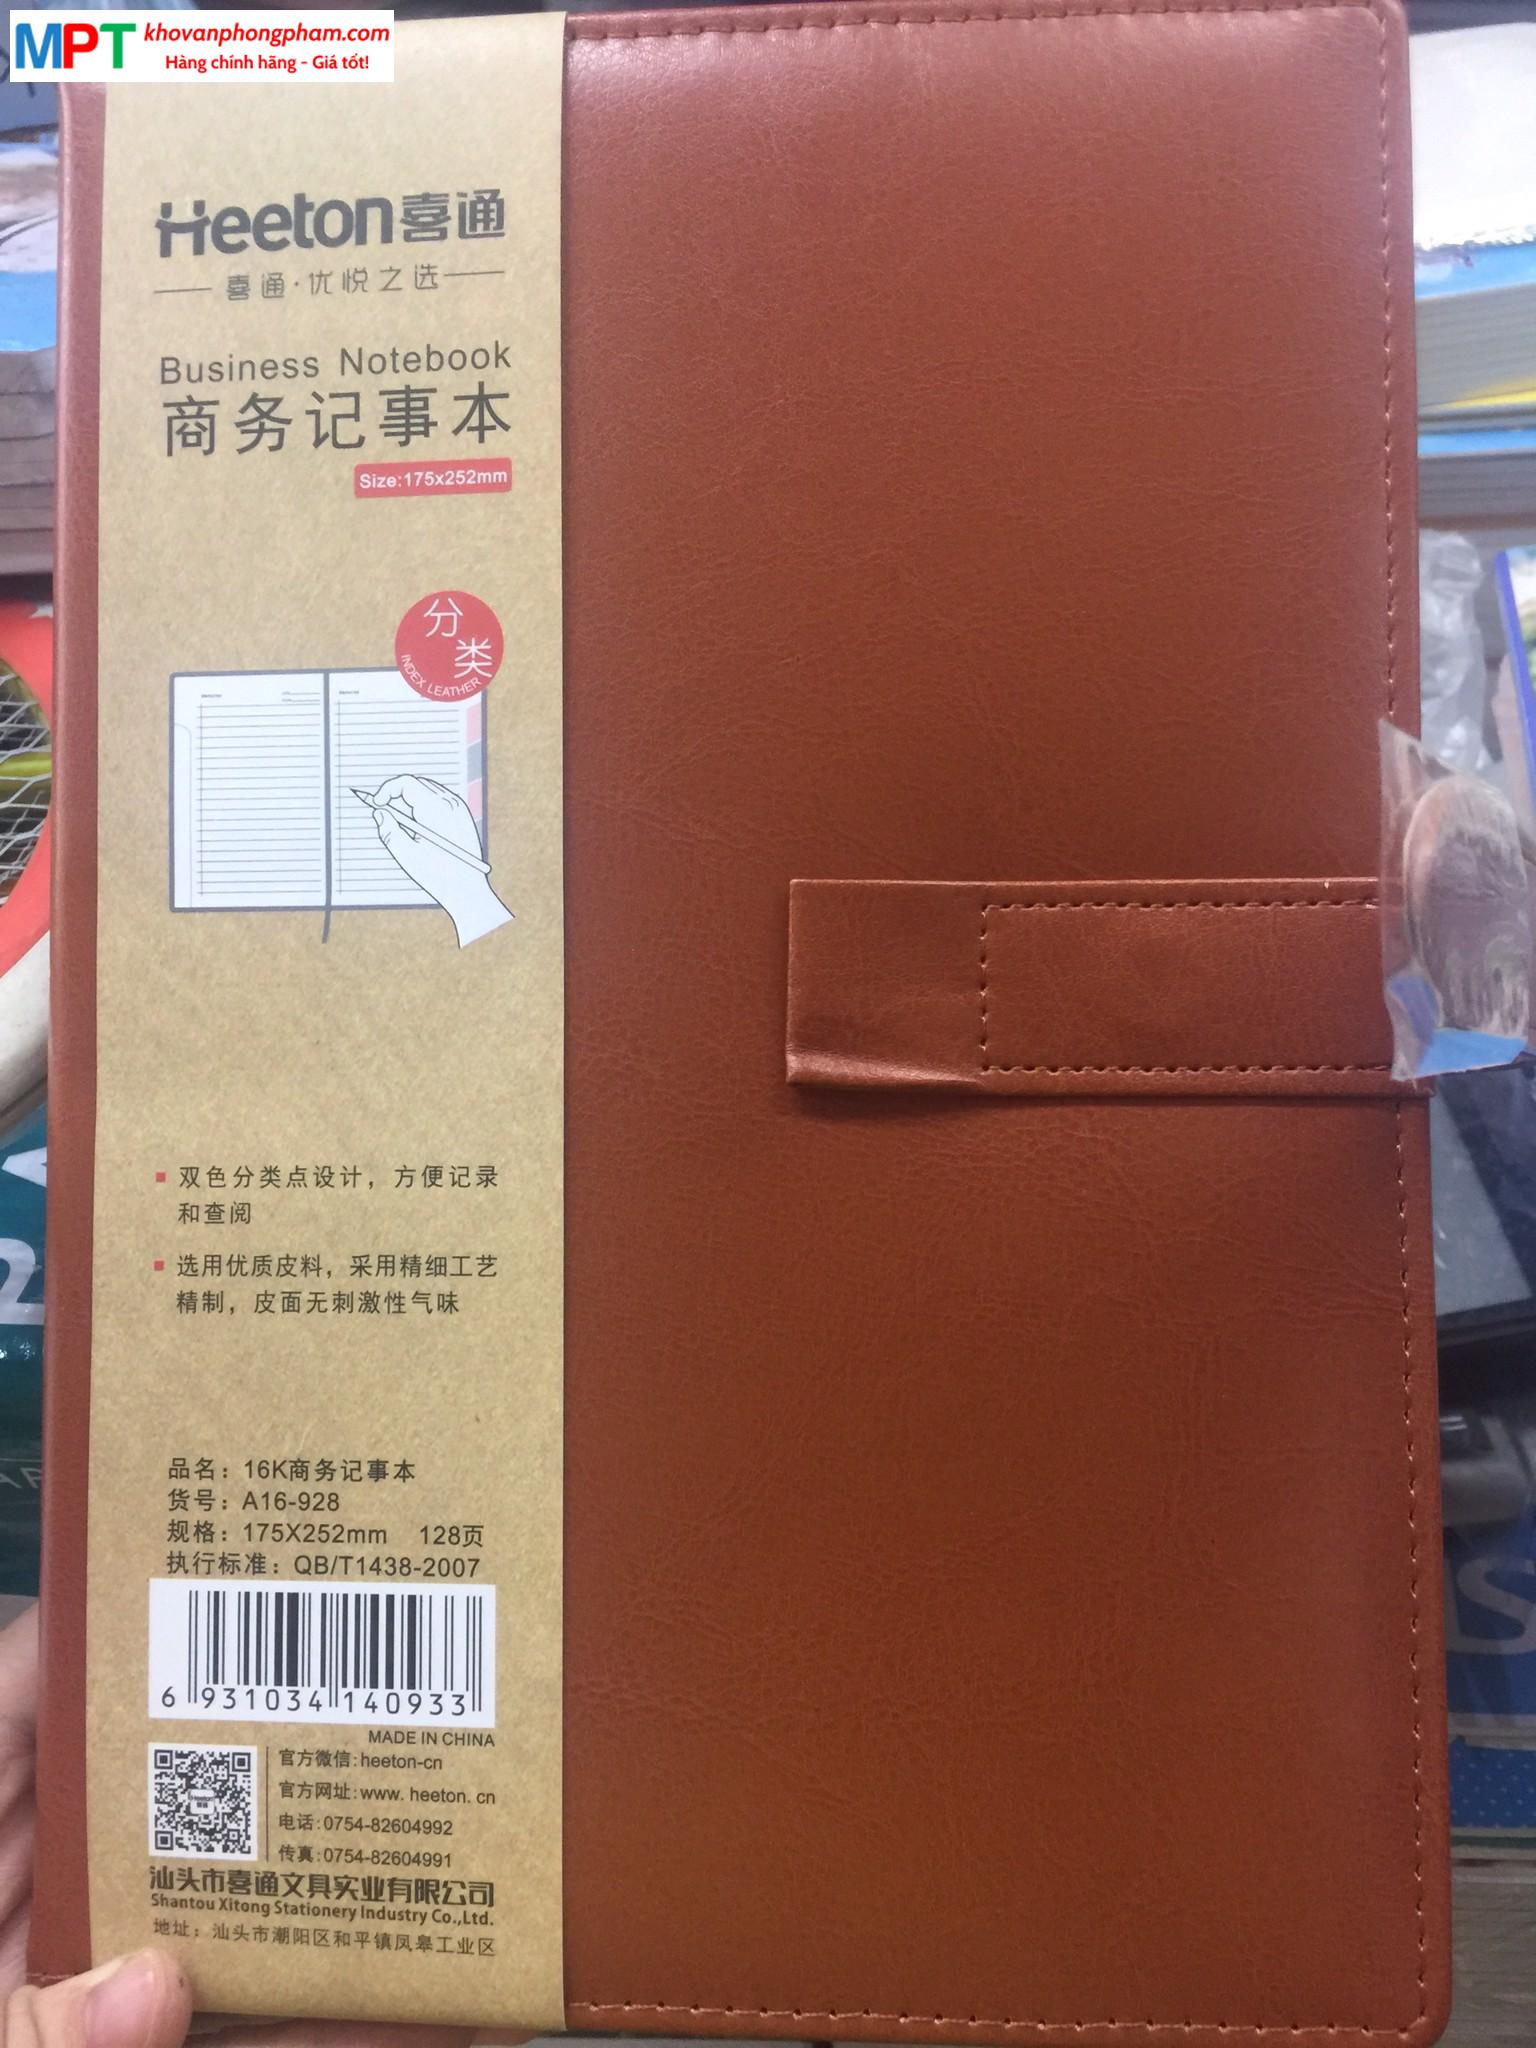 MPT khovanphongpham.com
Hàng chính hãng - Giá tốt!
Heeton喜通
喜通·优悦之选
Business Notebook
商务记事本
Size:175x252mm
分类
INDEX LEATHER
双色分类点设计，方便记录
和查阅
选用优质皮料，采用精细工艺
精制，皮面无刺激性气味
品名：16K商务记事本
货号：A16-928
规格：175X252mm 128页
执行标准：QB/T1438-2007
6 931034 140933
MADE IN CHINA
官方微信:heeton-cn
官方网址:www. heeton. cn
电话:0754-82604992
传真:0754-82604991
汕头市喜通文具实业有限公司
Shantou Xitong Stationery Industry Co.,Ltd.
地址：汕头市潮阳区和平镇凤皋工业区